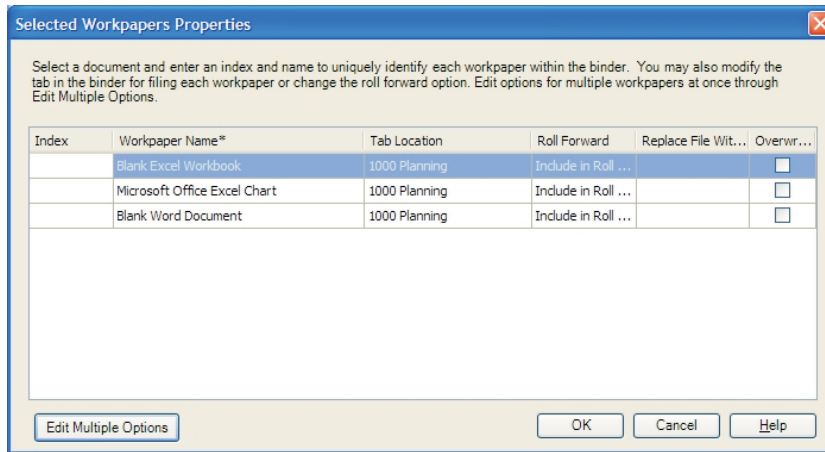 Selected Workpapers Properties
Select a document and enter an index and name to uniquely identify each workpaper within the binder. You may also modify the
tab in the binder for filing each workpaper or change the roll forward option. Edit options for multiple workpapers at once through
Edit Multiple Options.
Index Workpaper Name* Tab Location Roll Forward Replace File Wit... Overwr...
Blank Excel Workbook 1000 Planning Include in Roll ...
Microsoft Office Excel Chart 1000 Planning Include in Roll ...
Blank Word Document 1000 Planning Include in Roll ...
Edit Multiple Options OK Cancel Help